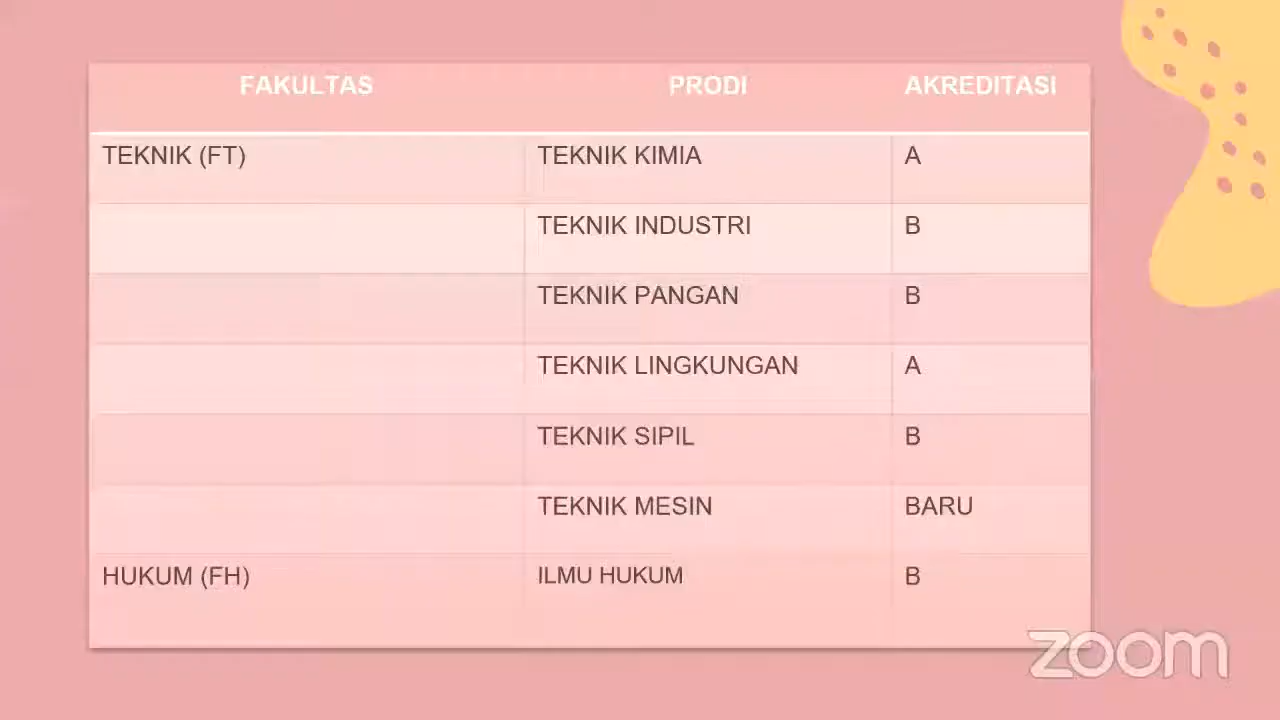 FAKULTAS PRODI AKREDITASI
TEKNIK (FT) TEKNIK KIMIA A
TEKNIK INDUSTRI B
TEKNIK PANGAN B
TEKNIK LINGKUNGAN A
TEKNIK SIPIL B
TEKNIK MESIN BARU
HUKUM (FH) ILMU HUKUM B
zoom